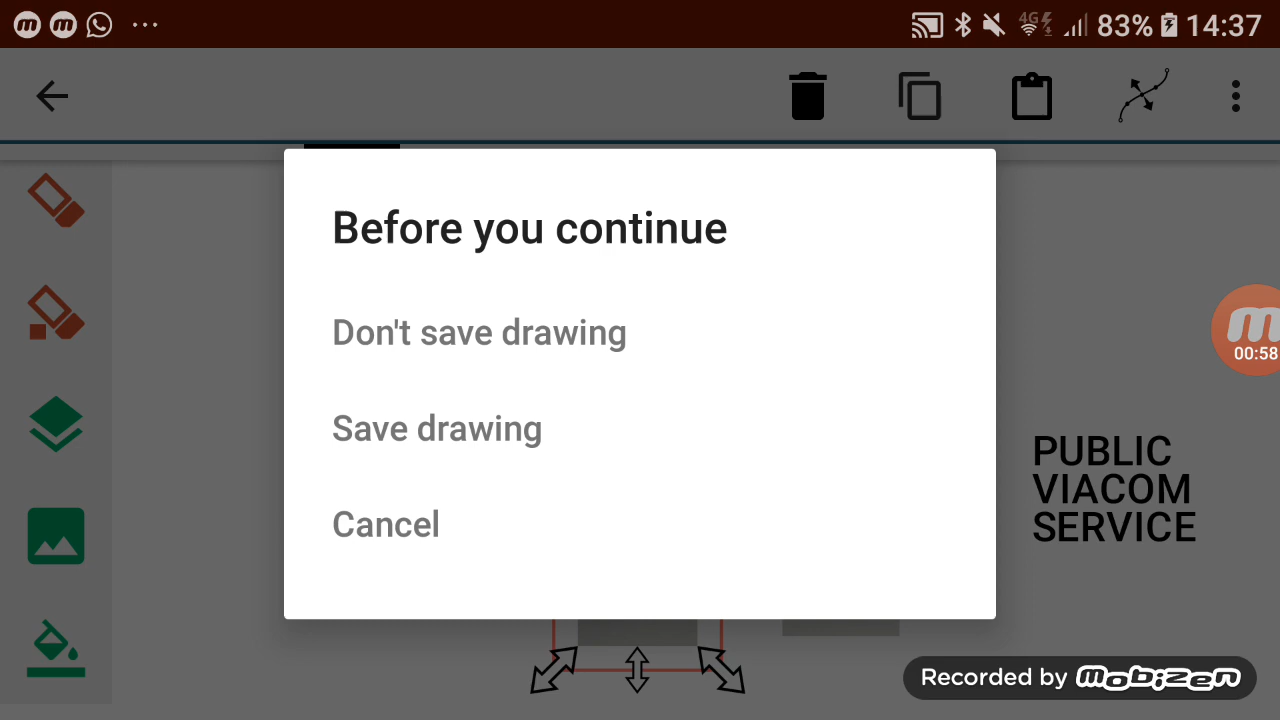 4G
83%
14:37
Before you continue
Don't save drawing
Save drawing
Cancel
00:58
PUBLIC
VIACOM
SERVICE
Recorded by mobizen